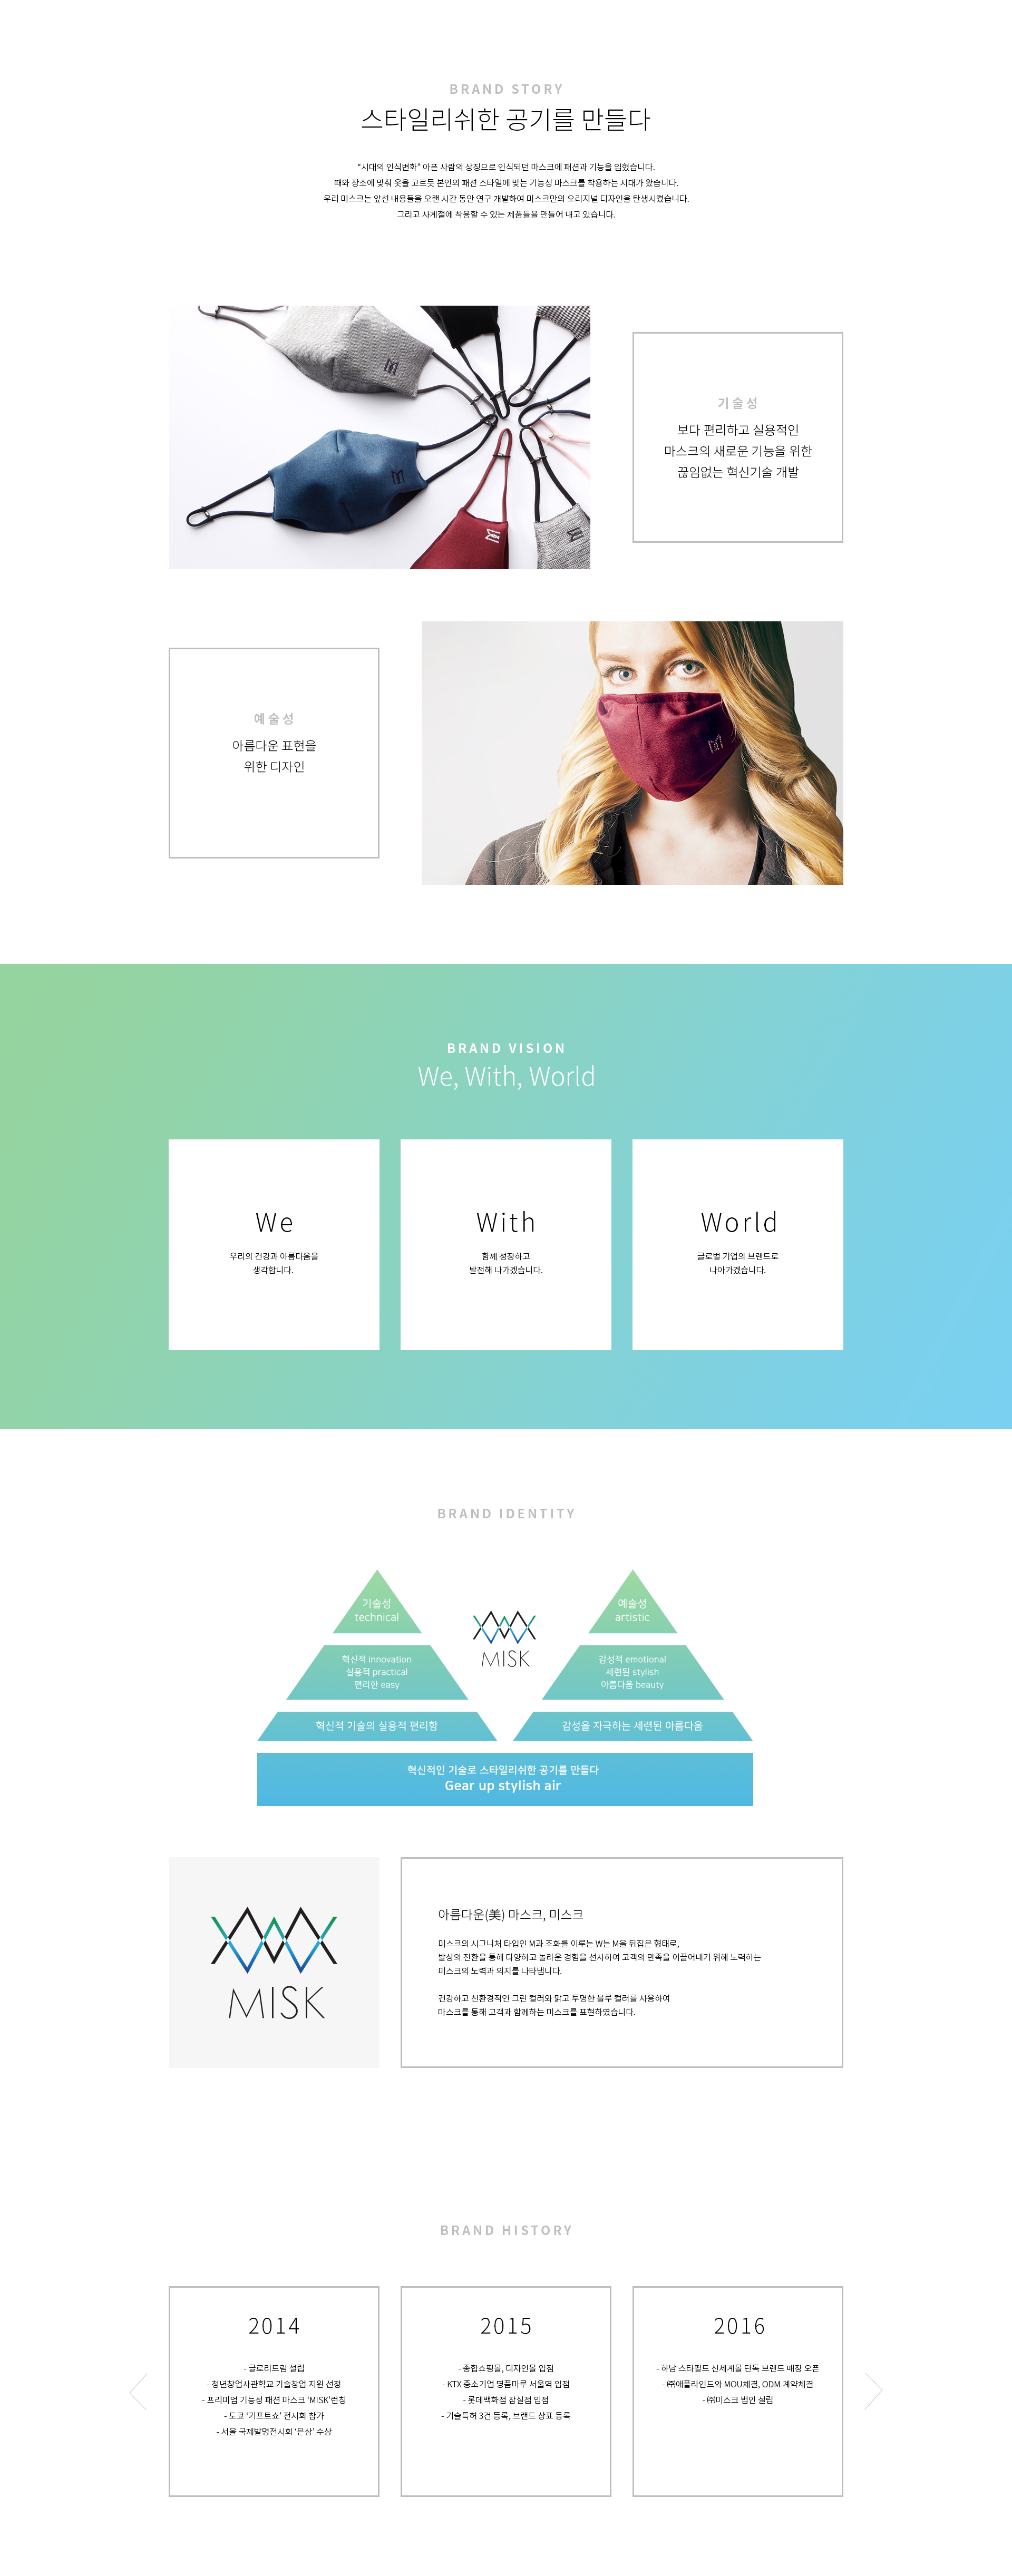 BRAND STORY
스타일리쉬한 공기를 만들다
“시대의 인식변화” 아픈 사람의 상징으로 인식되던 마스크에 패션과 기능을 입혔습니다.
때와 장소에 맞춰 옷을 고르듯 본인의 패션 스타일에 맞는 기능성 마스크를 착용하는 시대가 왔습니다.
우리 미스크는 앞선 내용들을 오랜 시간 동안 연구 개발하여 미스크만의 오리지널 디자인을 탄생시켰습니다.
그리고 사계절에 착용할 수 있는 제품들을 만들어 내고 있습니다.
기술성
보다 편리하고 실용적인
마스크의 새로운 기능을 위한
끊임없는 혁신기술 개발
예술성
아름다운 표현을
위한 디자인
BRAND VISION
We, With, World
We
우리의 건강과 아름다움을
생각합니다.
With
함께 성장하고
발전해 나가겠습니다.
World
글로벌 기업의 브랜드로
나아가겠습니다.
BRAND IDENTITY
기술성
technical
혁신적 innovation
실용적 practical
편리한 easy
혁신적 기술의 실용적 편리함
MISK
예술성
artistic
감성적 emotional
세련된 stylish
아름다움 beauty
감성을 자극하는 세련된 아름다움
혁신적인 기술로 스타일리쉬한 공기를 만들다
Gear up stylish air
MISK
아름다운(美) 마스크, 미스크
미스크의 시그니처 타입인 M과 조화를 이루는 W는 M을 뒤집은 형태로,
발상의 전환을 통해 다양하고 놀라운 경험을 선사하여 고객의 만족을 이끌어내기 위해 노력하는
미스크의 노력과 의지를 나타냅니다.
건강하고 친환경적인 그린 컬러와 맑고 투명한 블루 컬러를 사용하여
마스크를 통해 고객과 함께하는 미스크를 표현하였습니다.
BRAND HISTORY
2014
- 글로리드림 설립
- 청년창업사관학교 기술창업 지원 선정
- 프리미엄 기능성 패션 마스크 ‘MISK’런칭
- 도쿄 ‘기프트쇼’ 전시회 참가
- 서울 국제발명전시회 ‘은상’ 수상
2015
- 종합쇼핑몰, 디자인몰 입점
- KTX 중소기업 명품마루 서울역 입점
- 롯데백화점 잠실점 입점
- 기술특허 3건 등록, 브랜드 상표 등록
2016
- 하남 스타필드 신세계몰 단독 브랜드 매장 오픈
- ㈜애플라인드와 MOU체결, ODM 계약체결
- ㈜미스크 법인 설립